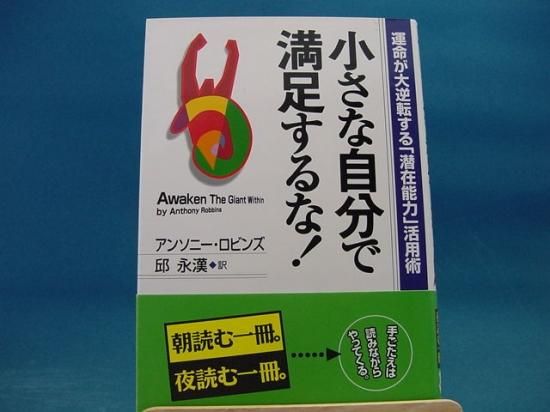 運命が大逆転する「潜在能力」活用術
小さな自分で
満足するな!
Awaken The Giant Within
by Anthony Robbins
アンソニー・ロビンズ
邱 永漢◆訳
朝読む一冊。
夜読む一冊。
手ごたえは
読みながら
やってくる。